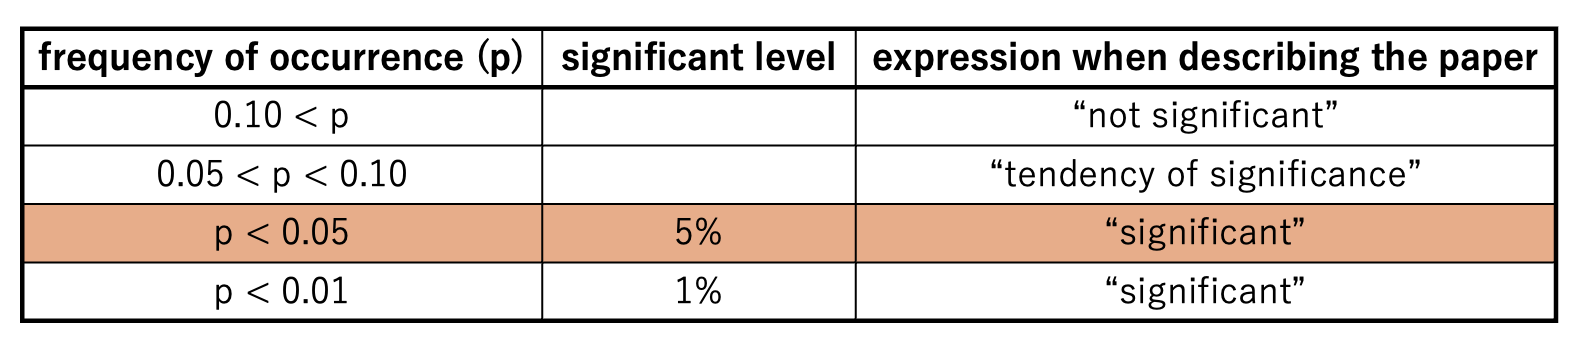 frequency of occurrence (p) significant level expression when describing the paper
0.10 < p “not significant”
0.05 < p < 0.10 “tendency of significance”
p < 0.05 5% “significant”
p < 0.01 1% “significant”